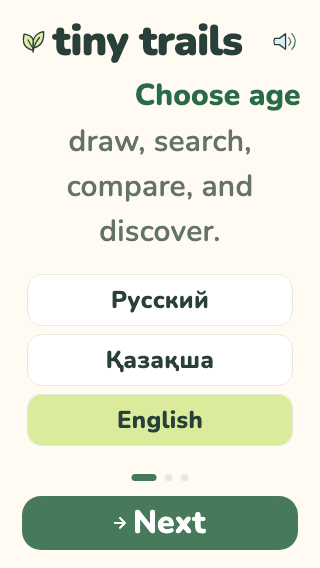 tiny trails
Choose age
draw, search,
compare, and
discover.
Русский
Қазақша
English
Next